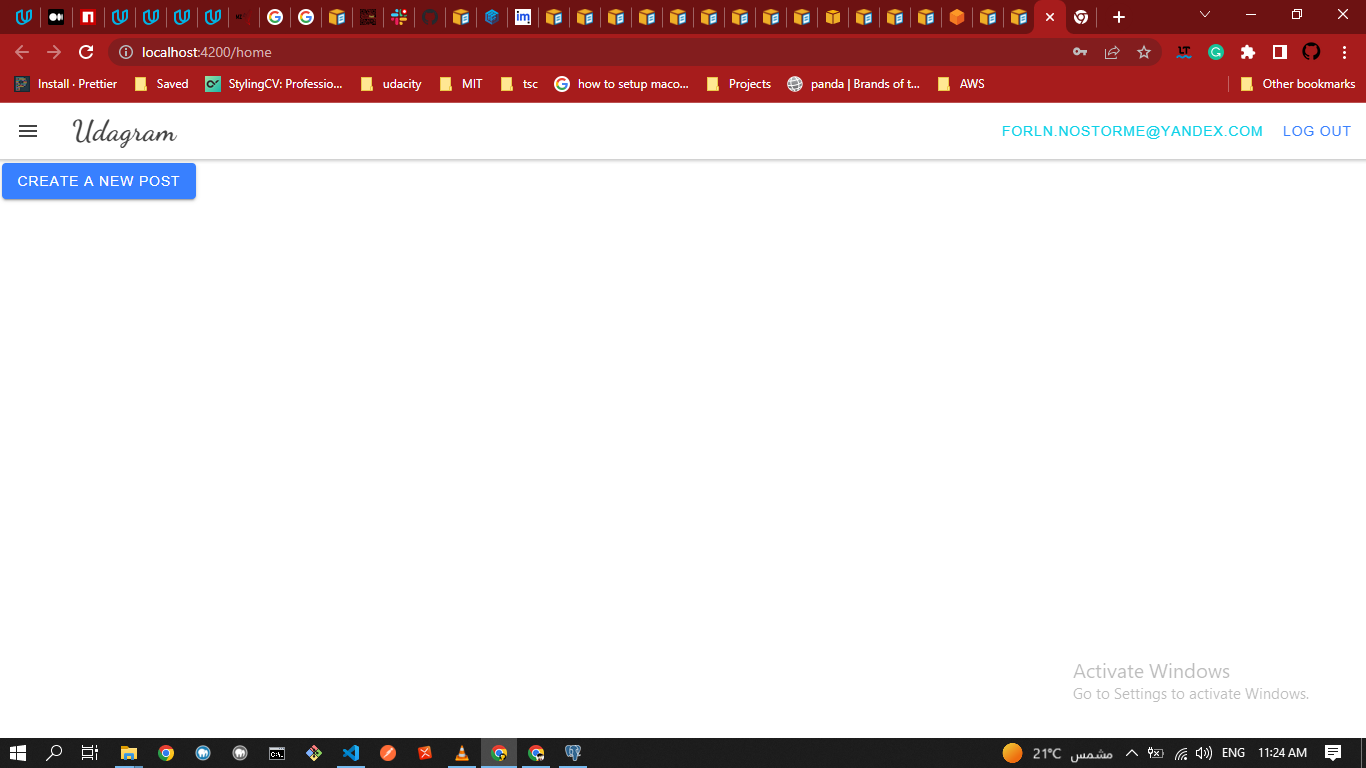 localhost:4200/home
Install · Prettier
Saved
StylingCV: Professio...
udacity
MIT
tsc
how to setup maco...
Projects
panda | Brands of t...
AWS
Other bookmarks
Udagram
FORLN.NOSTORME@YANDEX.COM
LOG OUT
CREATE A NEW POST
Activate Windows
Go to Settings to activate Windows.
21°C مشمس
ENG
11:24 AM